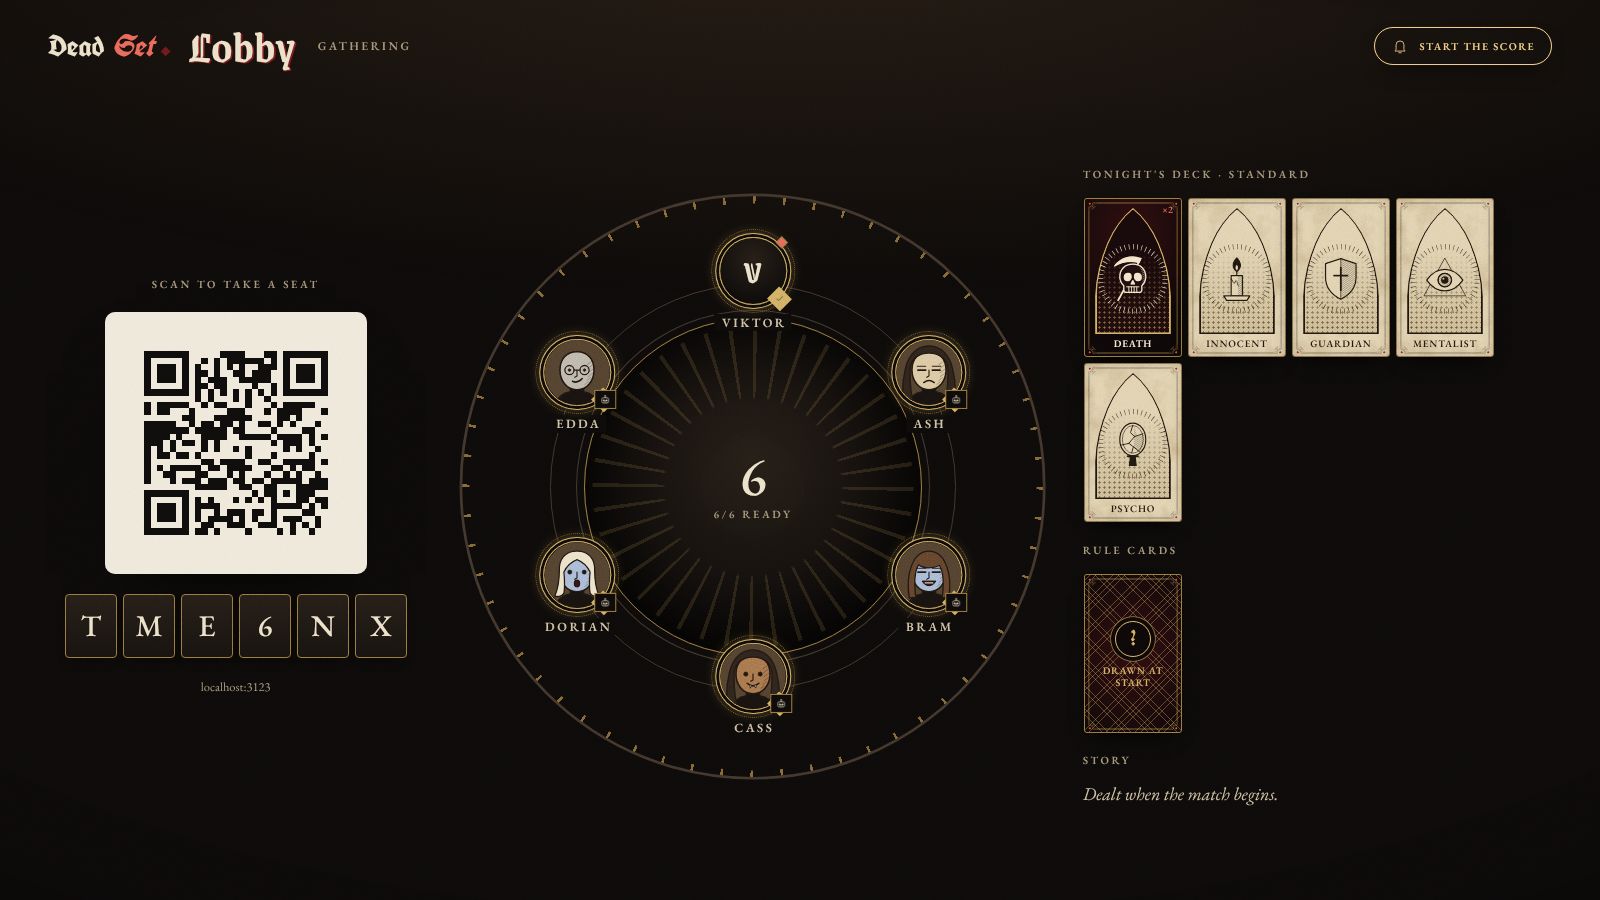 Dead Set
Lobby
GATHERING
START THE SCORE
SCAN TO TAKE A SEAT
T M E 6 N X
localhost:3123
V
VIKTOR
EDDA
ASH
6
6/6 READY
DORIAN
BRAM
CASS
TONIGHT'S DECK · STANDARD
×2
DEATH
INNOCENT
GUARDIAN
MENTALIST
PSYCHO
RULE CARDS
?
DRAWN AT
START
STORY
Dealt when the match begins.